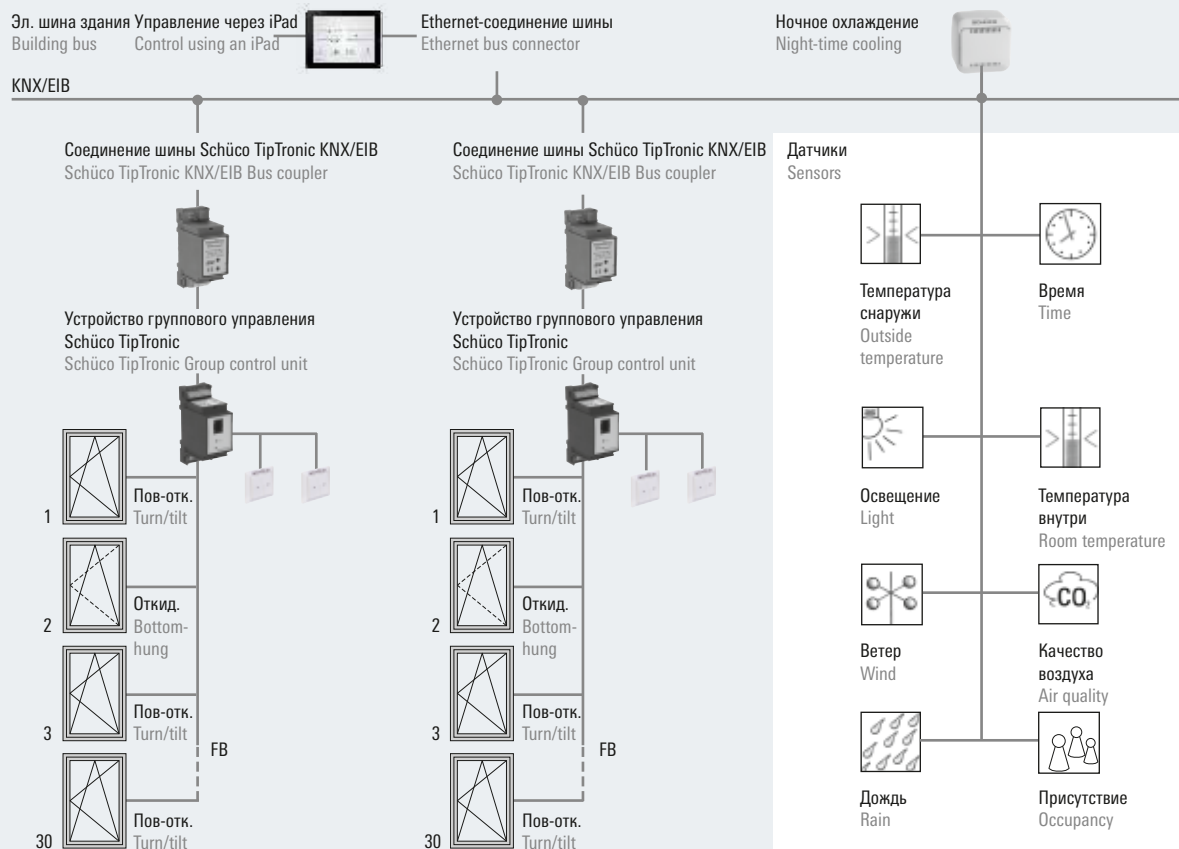 Эл. шина здания
Building bus
Управление через iPad
Control using an iPad
Ethernet-соединение шины
Ethernet bus connector
Ночное охлаждение
Night-time cooling
KNX/EIB
Соединение шины Schüco TipTronic KNX/EIB
Schüco TipTronic KNX/EIB Bus coupler
Устройство группового управления
Schüco TipTronic
Schüco TipTronic Group control unit
1
Пов-отк.
Turn/tilt
2
Откид.
Bottom-
hung
3
Пов-отк.
Turn/tilt
FB
30
Пов-отк.
Turn/tilt
Соединение шины Schüco TipTronic KNX/EIB
Schüco TipTronic KNX/EIB Bus coupler
Устройство группового управления
Schüco TipTronic
Schüco TipTronic Group control unit
1
Пов-отк.
Turn/tilt
2
Откид.
Bottom-
hung
3
Пов-отк.
Turn/tilt
FB
30
Пов-отк.
Turn/tilt
Датчики
Sensors
Температура
снаружи
Outside
temperature
Время
Time
Освещение
Light
Температура
внутри
Room temperature
Ветер
Wind
CO2
Качество
воздуха
Air quality
Дождь
Rain
Присутствие
Occupancy